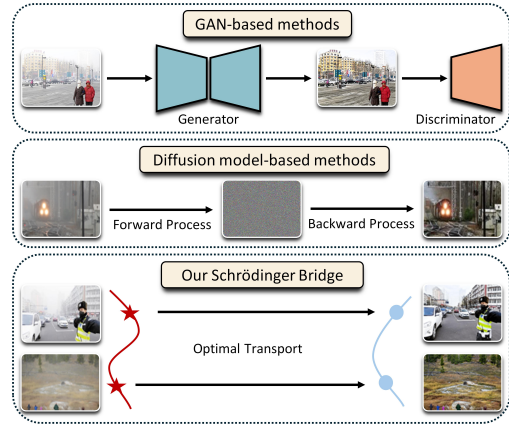 GAN-based methods
Generator
Discriminator
Diffusion model-based methods
Forward Process
Backward Process
Our Schrödinger Bridge
Optimal Transport